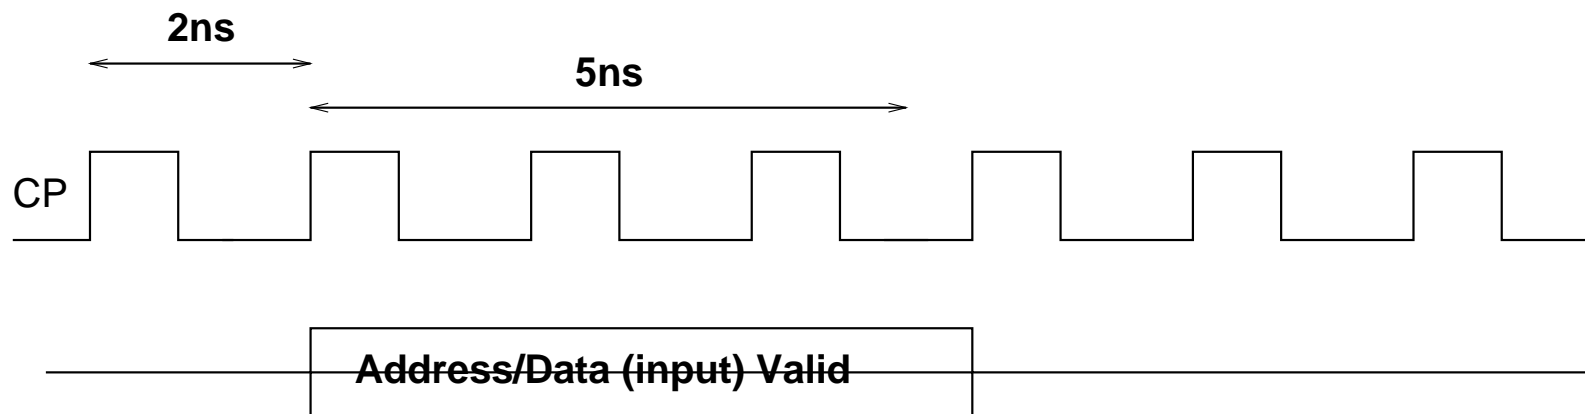 2ns
5ns
CP
Address/Data (input) Valid